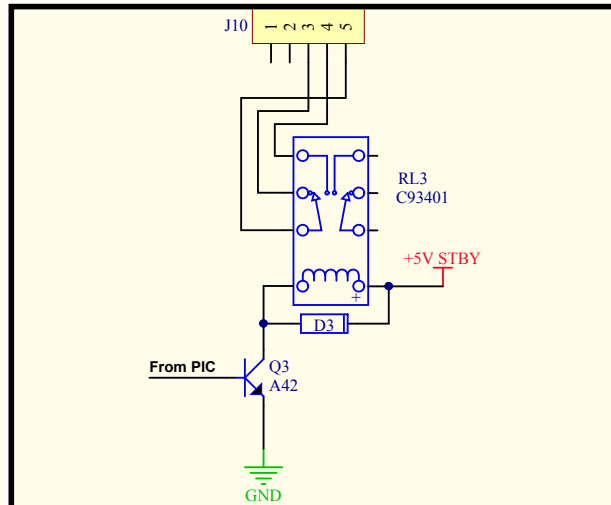 J10
1
2
3
4
5
RL3
C93401
+5V STBY
+
D3
From PIC
Q3
A42
GND